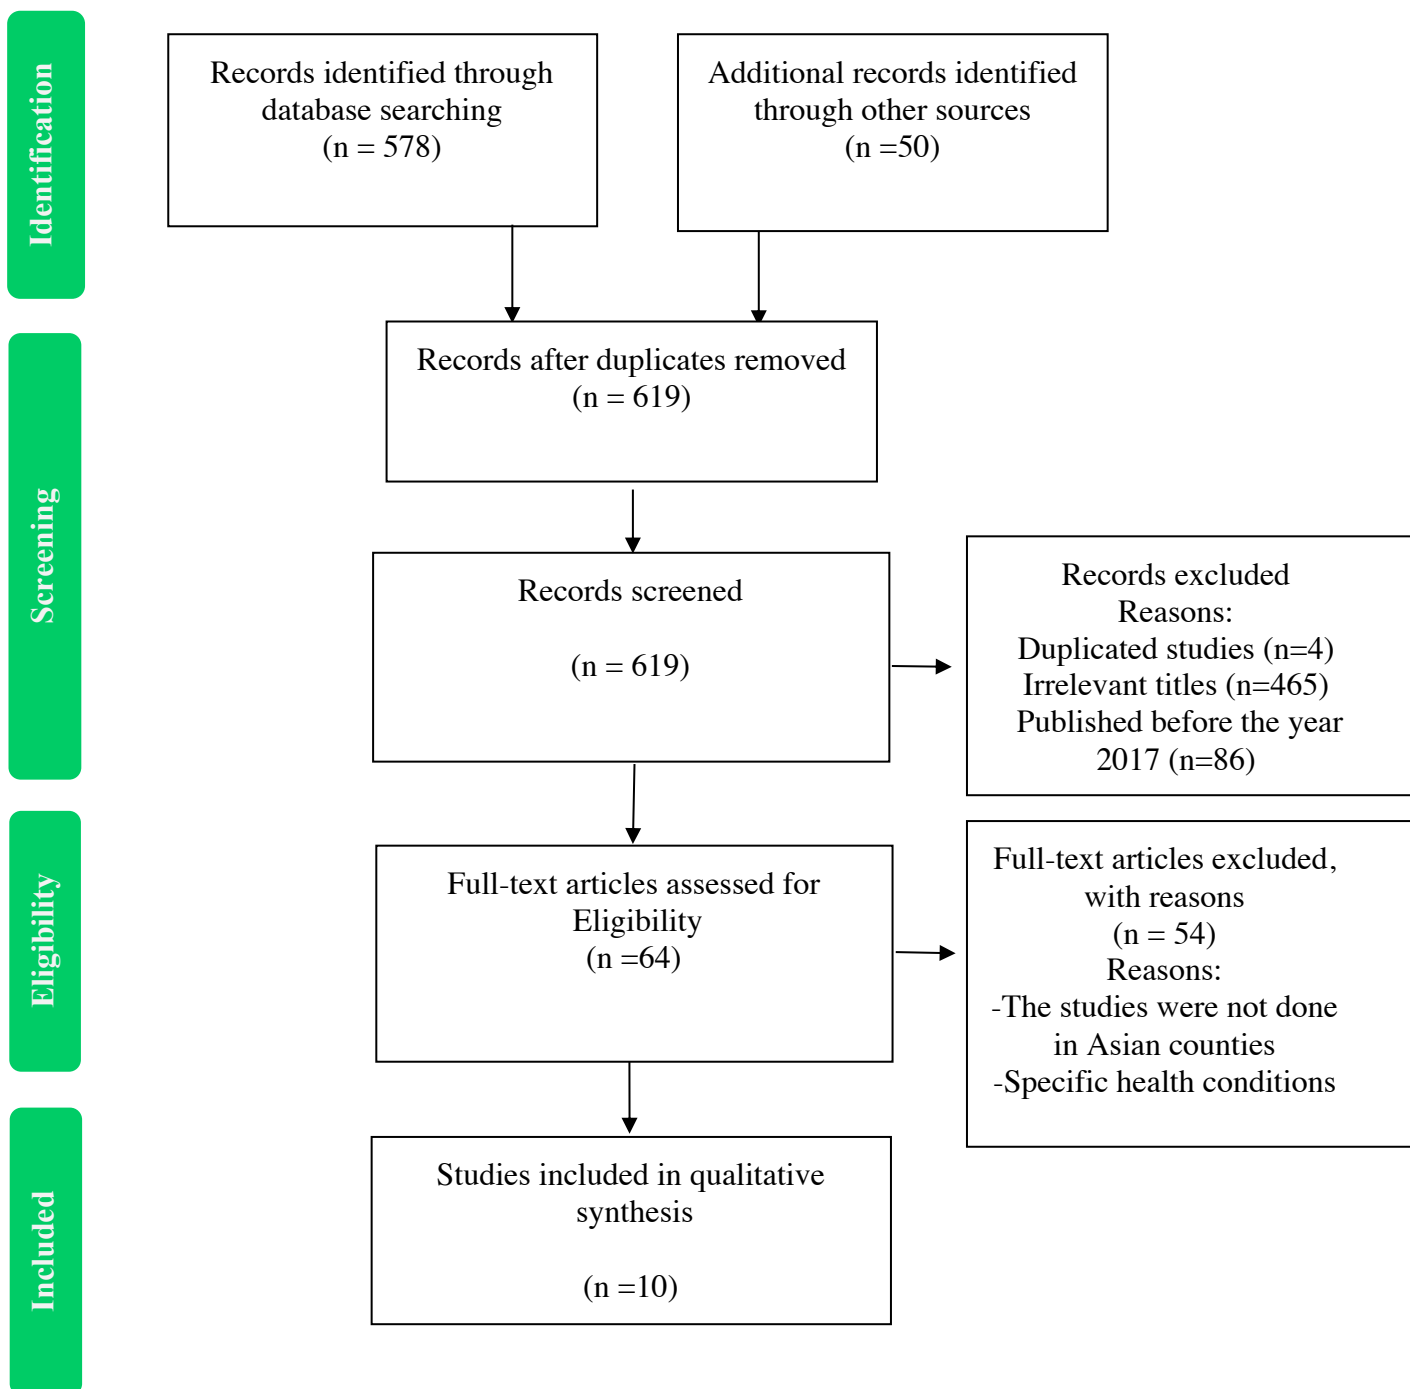 Identification
Records identified through
database searching
(n = 578)
Additional records identified
through other sources
(n =50)
Screening
Records after duplicates removed
(n = 619)
Records screened
(n = 619)
Records excluded
Reasons:
Duplicated studies (n=4)
Irrelevant titles (n=465)
Published before the year
2017 (n=86)
Eligibility
Full-text articles assessed for
Eligibility
(n =64)
Full-text articles excluded,
with reasons
(n = 54)
Reasons:
-The studies were not done
in Asian counties
-Specific health conditions
Included
Studies included in qualitative
synthesis
(n =10)